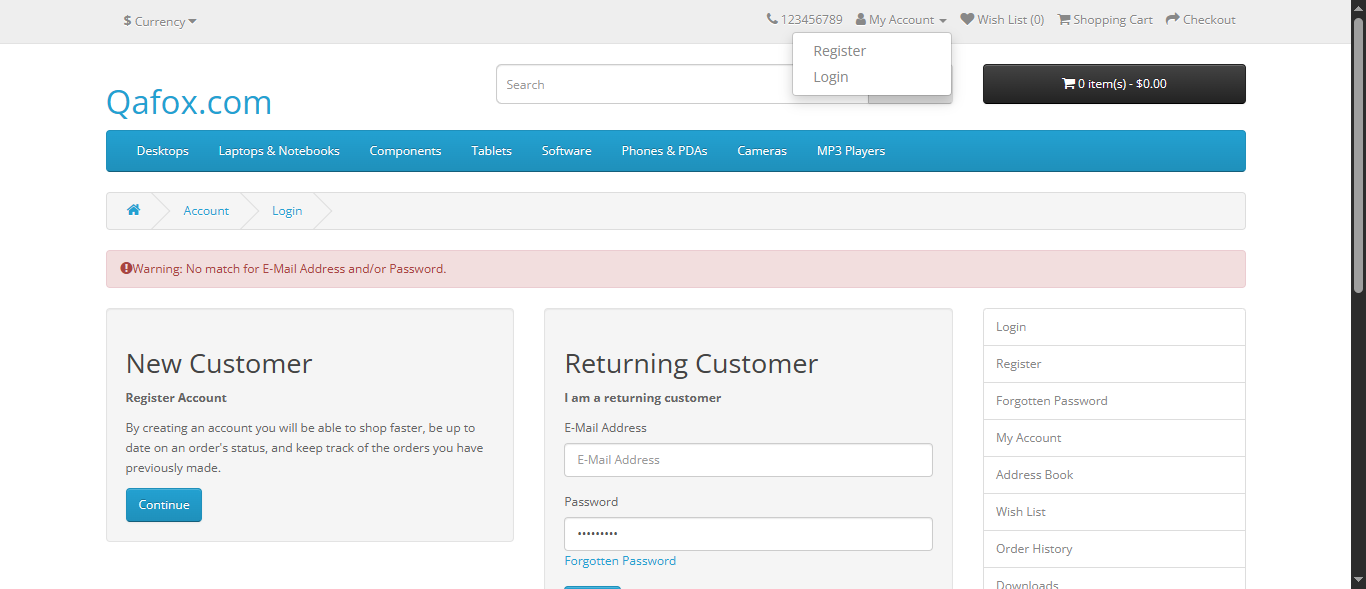 $ Currency
123456789 My Account Wish List (0) Shopping Cart Checkout
Register
Login
Qafox.com
Search
0 item(s) - $0.00
Desktops Laptops & Notebooks Components Tablets Software Phones & PDAs Cameras MP3 Players
Account Login
Warning: No match for E-Mail Address and/or Password.
New Customer
Register Account
By creating an account you will be able to shop faster, be up to
date on an order's status, and keep track of the orders you have
previously made.
Continue
Returning Customer
I am a returning customer
E-Mail Address
E-Mail Address
Password
•••••••••
Forgotten Password
Login
Register
Forgotten Password
My Account
Address Book
Wish List
Order History
Downloads